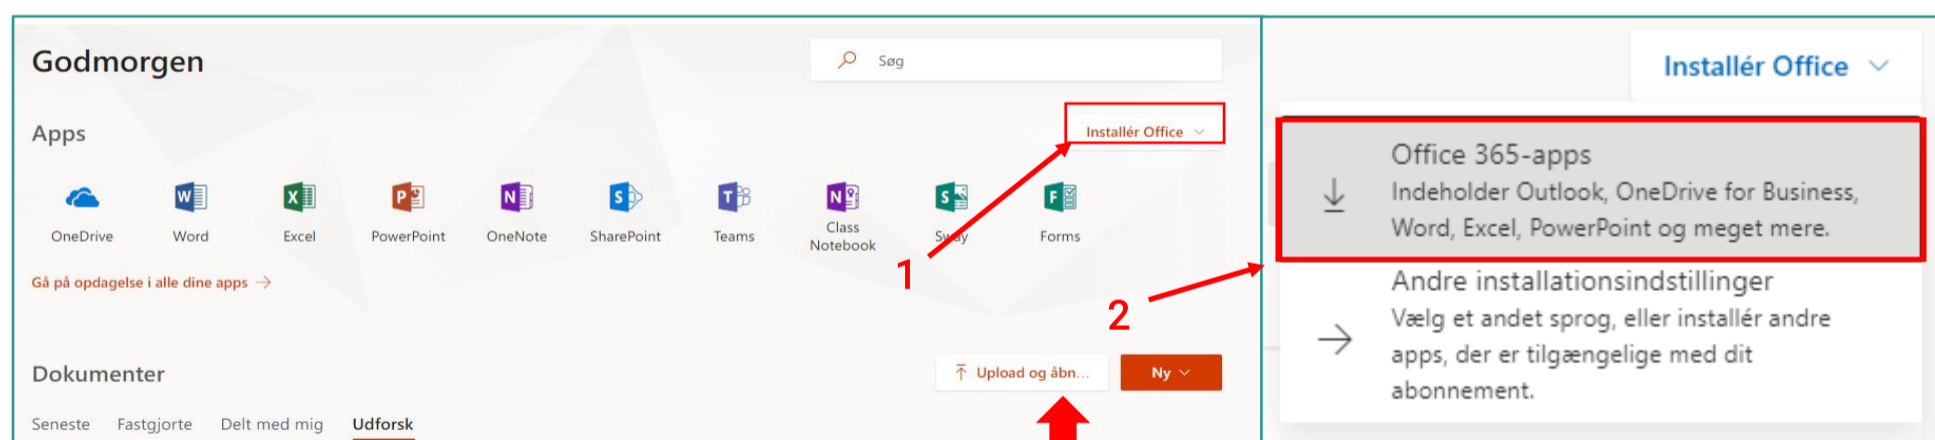 Godmorgen
Søg
Apps
Installér Office
OneDrive
Word
Excel
PowerPoint
OneNote
SharePoint
Teams
Class
Notebook
Sway
Forms
Gå på opdagelse i alle dine apps →
1
2
Dokumenter
Upload og åbn...
Ny
Seneste
Fastgjorte
Delt med mig
Udforsk
Installér Office
Office 365-apps
Indeholder Outlook, OneDrive for Business,
Word, Excel, PowerPoint og meget mere.
Andre installationsindstillinger
Vælg et andet sprog, eller installér andre
apps, der er tilgængelige med dit
abonnement.